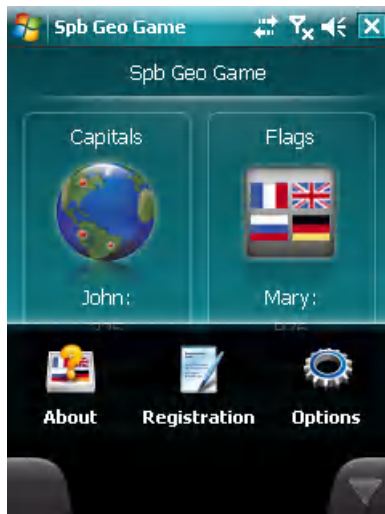 Spb Geo Game
Spb Geo Game
Capitals Flags
John: Mary:
About Registration Options